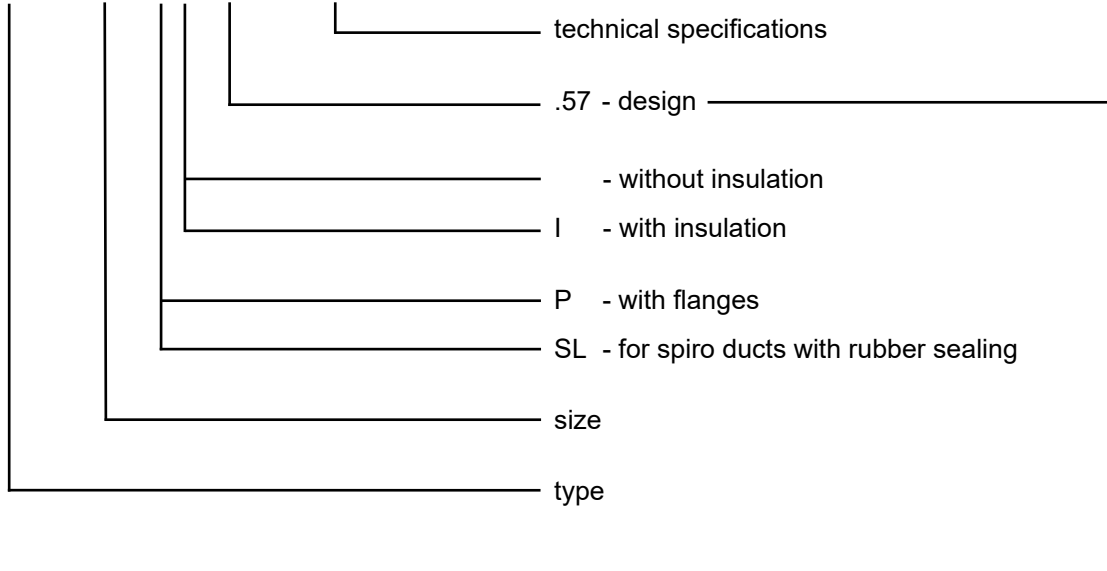 technical specifications
.57 - design
- without insulation
I - with insulation
P - with flanges
SL - for spiro ducts with rubber sealing
size
type